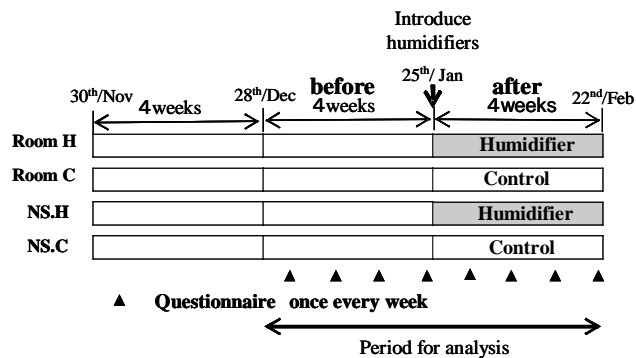 Introduce
humidifiers
30th/Nov 28th/Dec before 25th/Jan after 22nd/Feb
4weeks 4weeks 4weeks
Room H Humidifier
Room C Control
NS.H Humidifier
NS.C Control
▲ Questionnaire once every week
Period for analysis